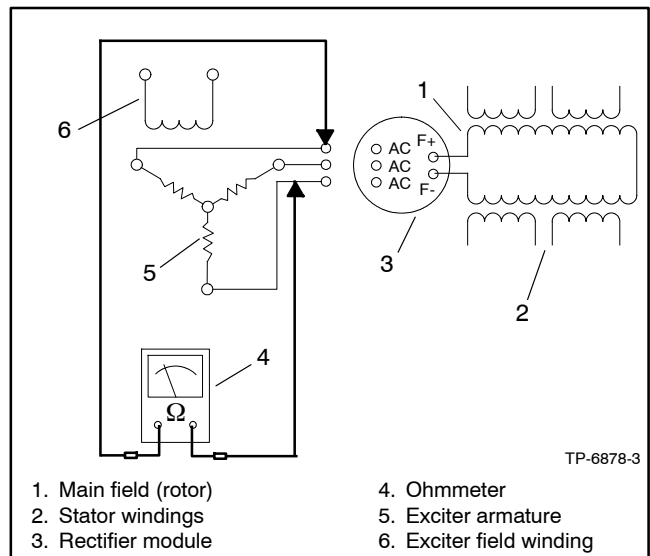 1
6
F+
AC
AC
AC
F-
3
5
2
4
Ω
TP-6878-3
1. Main field (rotor)
2. Stator windings
3. Rectifier module
4. Ohmmeter
5. Exciter armature
6. Exciter field winding